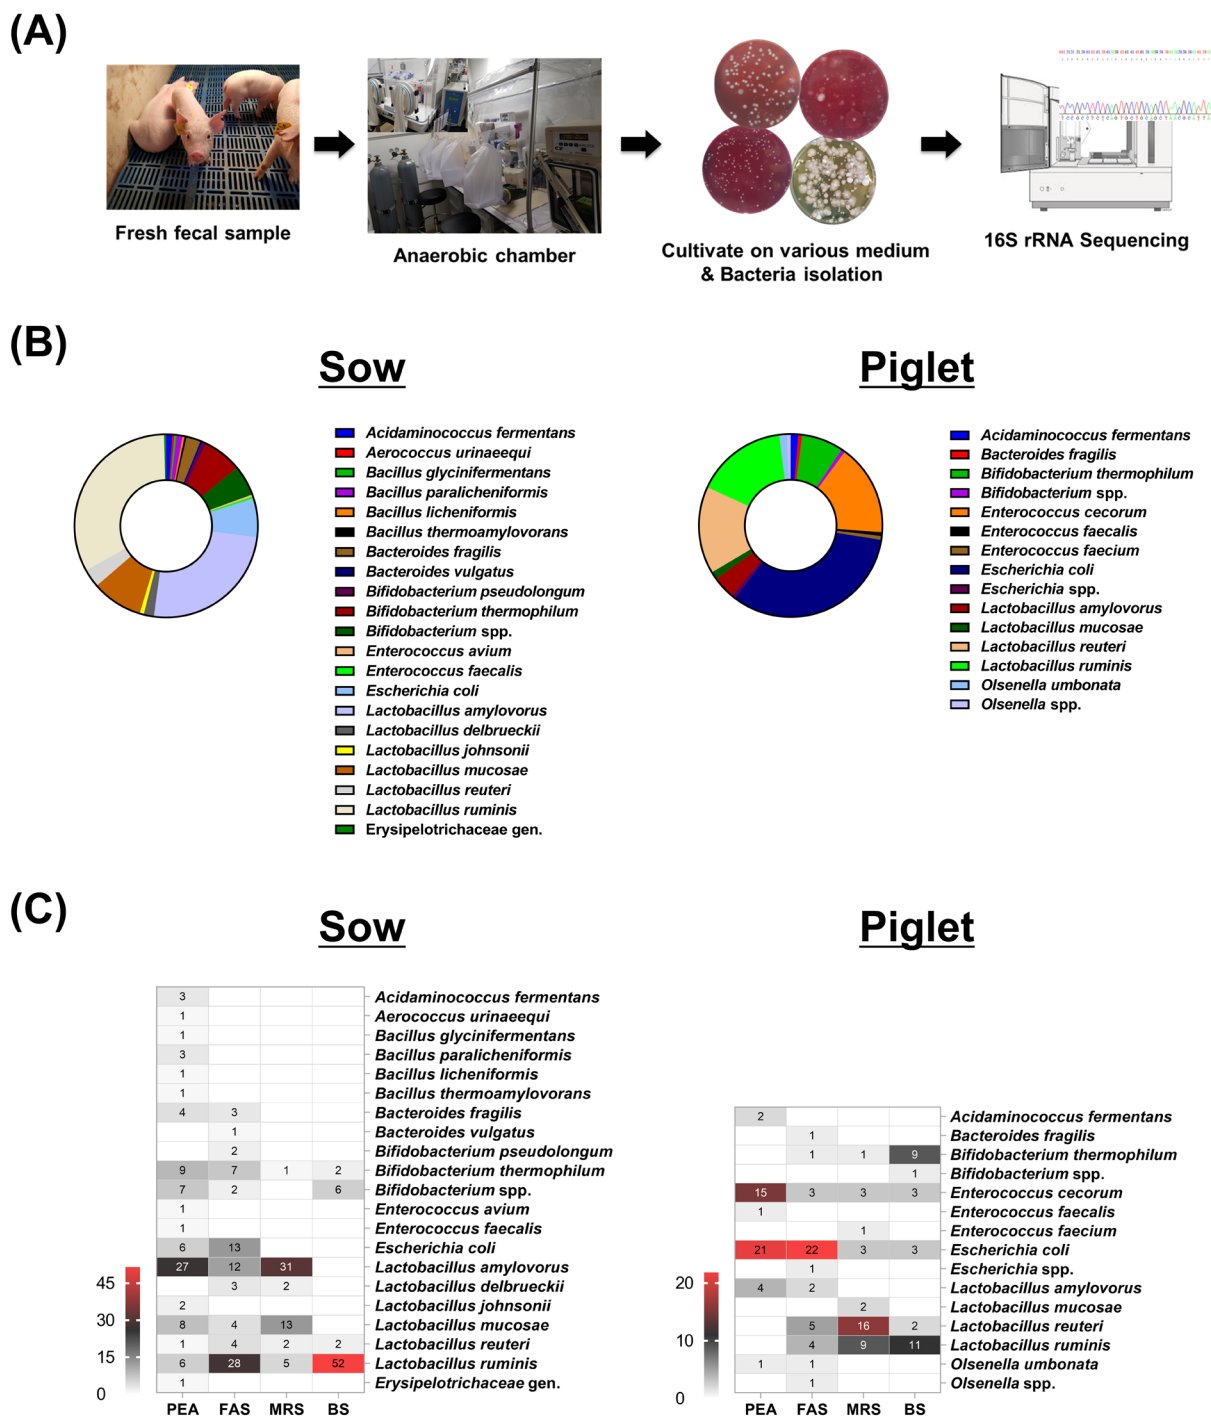 (A)
Fresh fecal sample
Anaerobic chamber
Cultivate on various medium
& Bacteria isolation
16S rRNA Sequencing
(B)
Sow
Acidaminococcus fermentans
Aerococcus urinaeequi
Bacillus glycinifermentans
Bacillus paralicheniformis
Bacillus licheniformis
Bacillus thermoamylovorans
Bacteroides fragilis
Bacteroides vulgatus
Bifidobacterium pseudolongum
Bifidobacterium thermophilum
Bifidobacterium spp.
Enterococcus avium
Enterococcus faecalis
Escherichia coli
Lactobacillus amylovorus
Lactobacillus delbrueckii
Lactobacillus johnsonii
Lactobacillus mucosae
Lactobacillus reuteri
Lactobacillus ruminis
Erysipelotrichaceae gen.
Piglet
Acidaminococcus fermentans
Bacteroides fragilis
Bifidobacterium thermophilum
Bifidobacterium spp.
Enterococcus cecorum
Enterococcus faecalis
Enterococcus faecium
Escherichia coli
Escherichia spp.
Lactobacillus amylovorus
Lactobacillus mucosae
Lactobacillus reuteri
Lactobacillus ruminis
Olsenella umbonata
Olsenella spp.
(C)
Sow
45
30
15
0
3 Acidaminococcus fermentans
1 Aerococcus urinaeequi
1 Bacillus glycinifermentans
3 Bacillus paralicheniformis
1 Bacillus licheniformis
1 Bacillus thermoamylovorans
4 3 Bacteroides fragilis
1 Bacteroides vulgatus
2 Bifidobacterium pseudolongum
9 7 1 2 Bifidobacterium thermophilum
7 2 6 Bifidobacterium spp.
1 Enterococcus avium
1 Enterococcus faecalis
6 13 Escherichia coli
27 12 31 Lactobacillus amylovorus
3 2 Lactobacillus delbrueckii
2 Lactobacillus johnsonii
8 4 13 Lactobacillus mucosae
1 4 2 2 Lactobacillus reuteri
6 28 5 52 Lactobacillus ruminis
1 Erysipelotrichaceae gen.
PEA FAS MRS BS
Piglet
20
10
0
2 Acidaminococcus fermentans
1 Bacteroides fragilis
1 1 9 Bifidobacterium thermophilum
1 Bifidobacterium spp.
15 3 3 3 Enterococcus cecorum
1 Enterococcus faecalis
1 Enterococcus faecium
21 22 3 3 Escherichia coli
1 Escherichia spp.
4 2 Lactobacillus amylovorus
2 Lactobacillus mucosae
5 16 2 Lactobacillus reuteri
4 9 11 Lactobacillus ruminis
1 1 Olsenella umbonata
1 Olsenella spp.
PEA FAS MRS BS